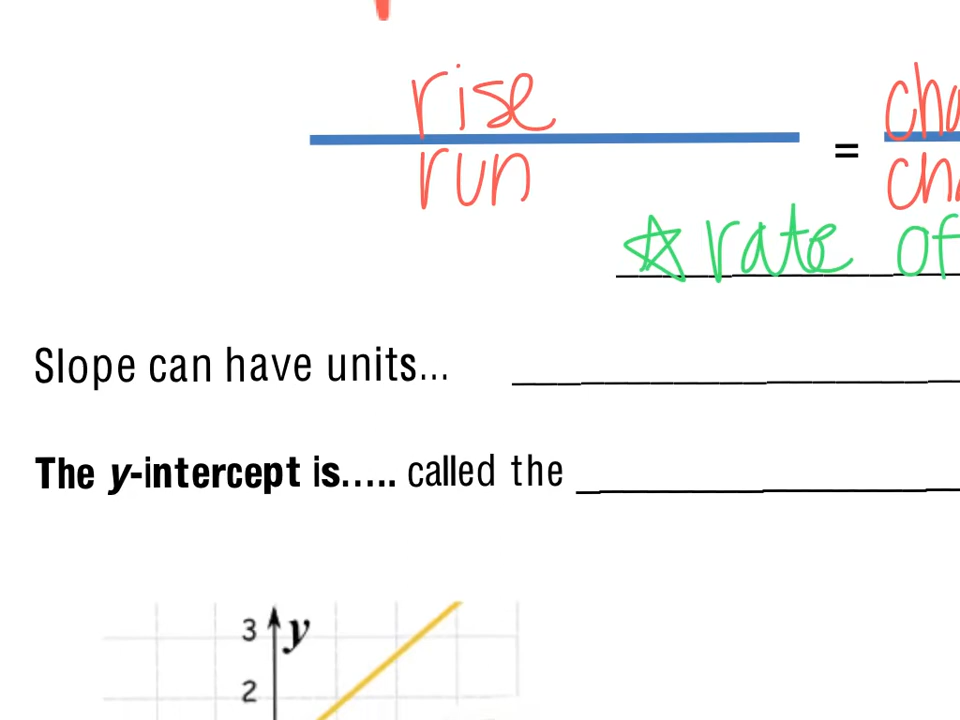 rise
run
=
☆ rate of
Slope can have units...
The y-intercept is..... called the
3
y
2